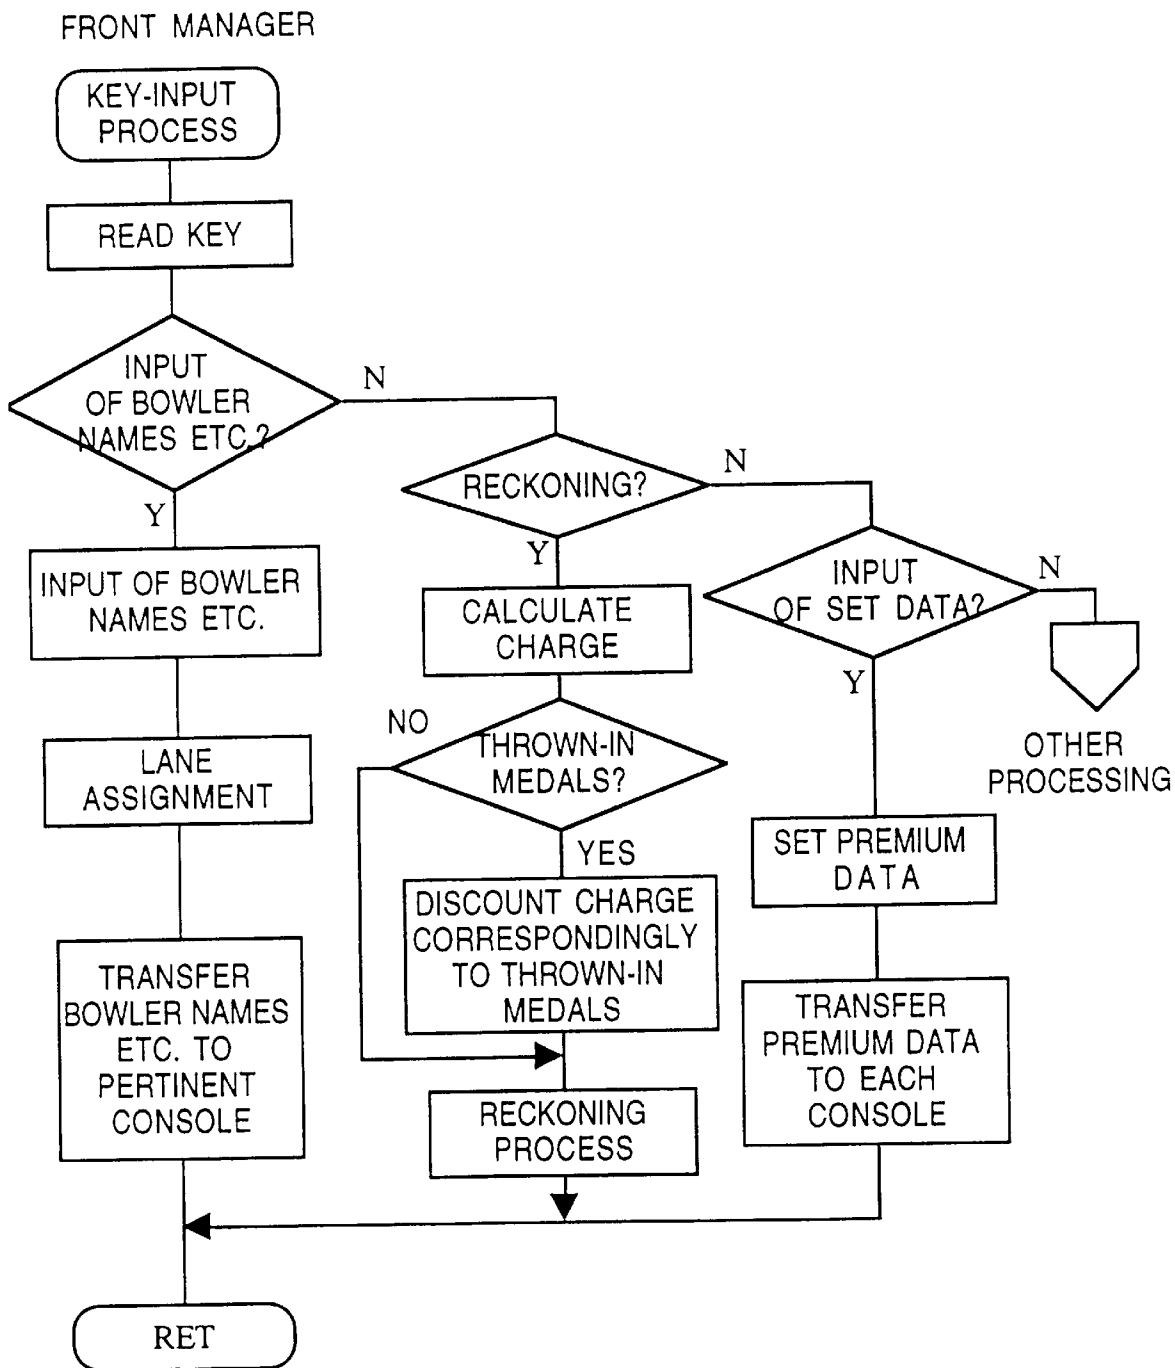 FRONT MANAGER
KEY-INPUT
PROCESS
READ KEY
INPUT
OF BOWLER
NAMES ETC.?
N
Y
RECKONING?
N
Y
INPUT
OF SET DATA?
N
Y
OTHER
PROCESSING
INPUT OF BOWLER
NAMES ETC.
LANE
ASSIGNMENT
TRANSFER
BOWLER NAMES
ETC. TO
PERTINENT
CONSOLE
CALCULATE
CHARGE
NO
THROWN-IN
MEDALS?
YES
DISCOUNT CHARGE
CORRESPONDINGLY
TO THROWN-IN
MEDALS
RECKONING
PROCESS
SET PREMIUM
DATA
TRANSFER
PREMIUM DATA
TO EACH
CONSOLE
RET